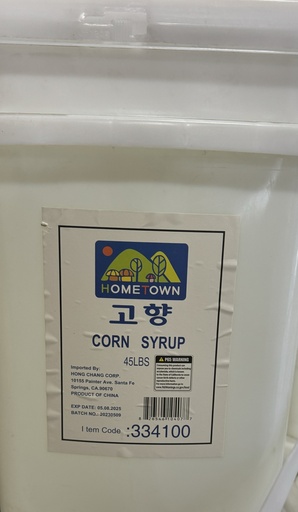 HOMETOWN
고향
CORN SYRUP
45LBS
Imported By:
HONG CHANG CORP.
10155 Painter Ave. Santa Fe
Springs, CA.90670
PRODUCT OF CHINA
P65 WARNING
EXP DATE: 05.08.2025
BATCH NO.: 20230509
Item Code :334100